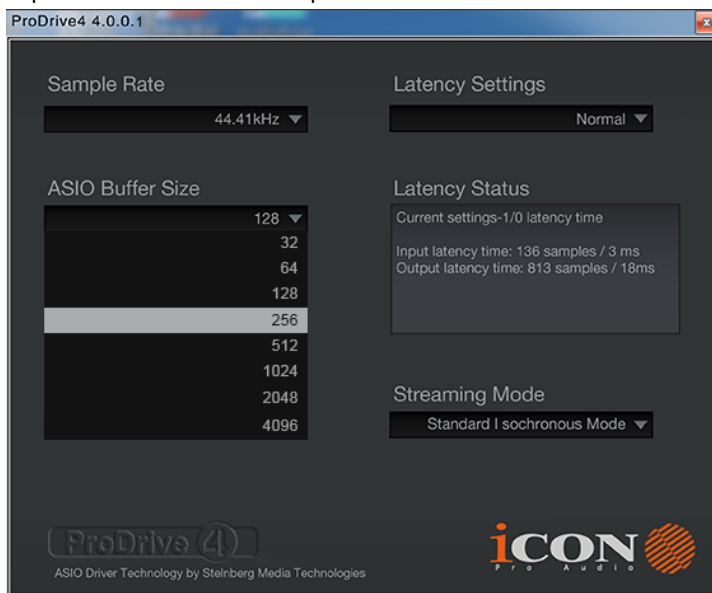 ProDrive4 4.0.0.1
Sample Rate
44.41kHz
Latency Settings
Normal
ASIO Buffer Size
128
32
64
128
256
512
1024
2048
4096
Latency Status
Current settings-1/0 latency time
Input latency time: 136 samples / 3 ms
Output latency time: 813 samples / 18ms
Streaming Mode
Standard I sochronous Mode
ProDrive 4
ASIO Driver Technology by Steinberg Media Technologies
iCON
Pro Audio